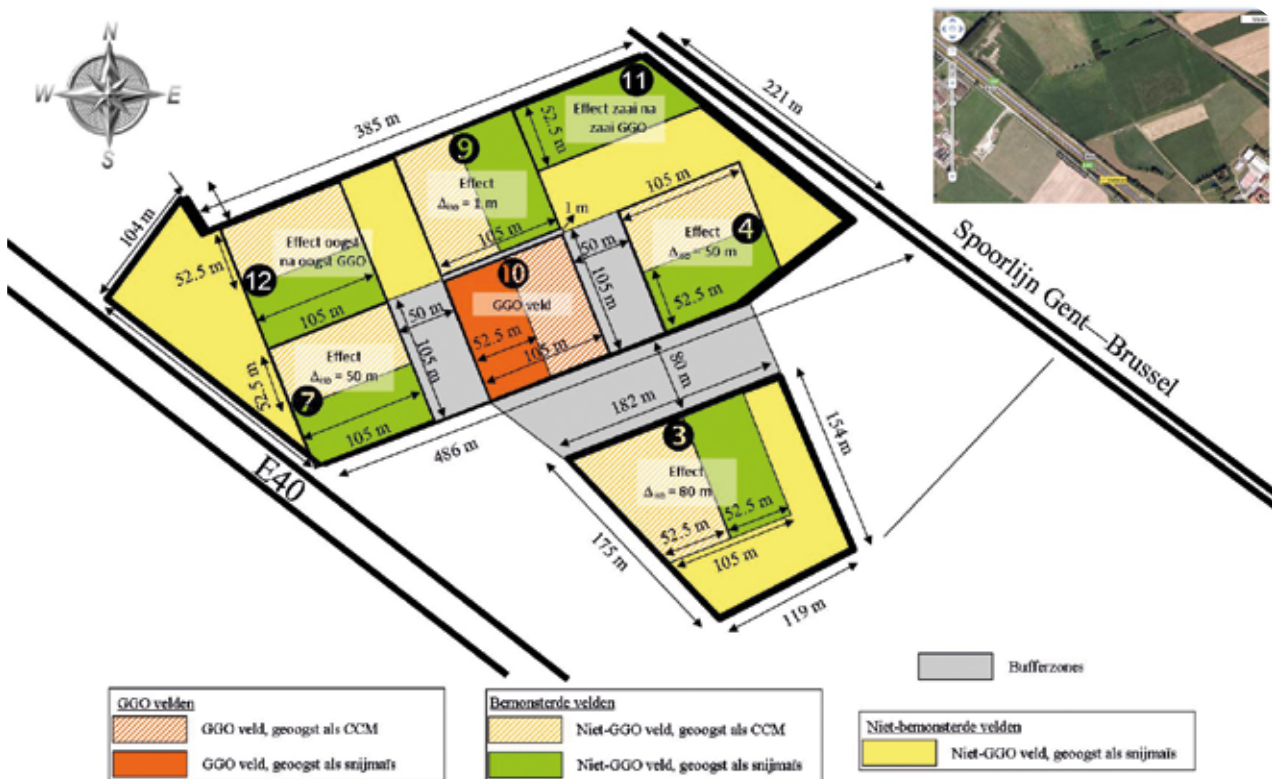 N
W
E
S
385 m
221 m
104 m
11
Effect zaai na
zaai GGO
52.5 m
9
Effect
= 1 m
105 m
1 m
12
Effect oogst
na oogst GGO
52.5 m
105 m
105 m
Effect
4
= 50 m
50 m
52.5 m
105 m
10
GGO veld
52.5 m
105 m
50 m
105 m
7
Effect
= 50 m
52.5 m
105 m
80 m
182 m
486 m
154 m
3
Effect
= 80 m
52.5 m
52.5 m
105 m
175 m
119 m
E40
Spoorlijn Gent—Brussel
Bufferzones
GGO velden
GGO veld, geoogst als CCM
GGO veld, geoogst als snijmaïs
Bemonsterde velden
Niet-GGO veld, geoogst als CCM
Niet-GGO veld, geoogst als snijmaïs
Niet-bemonsterde velden
Niet-GGO veld, geoogst als snijmaïs